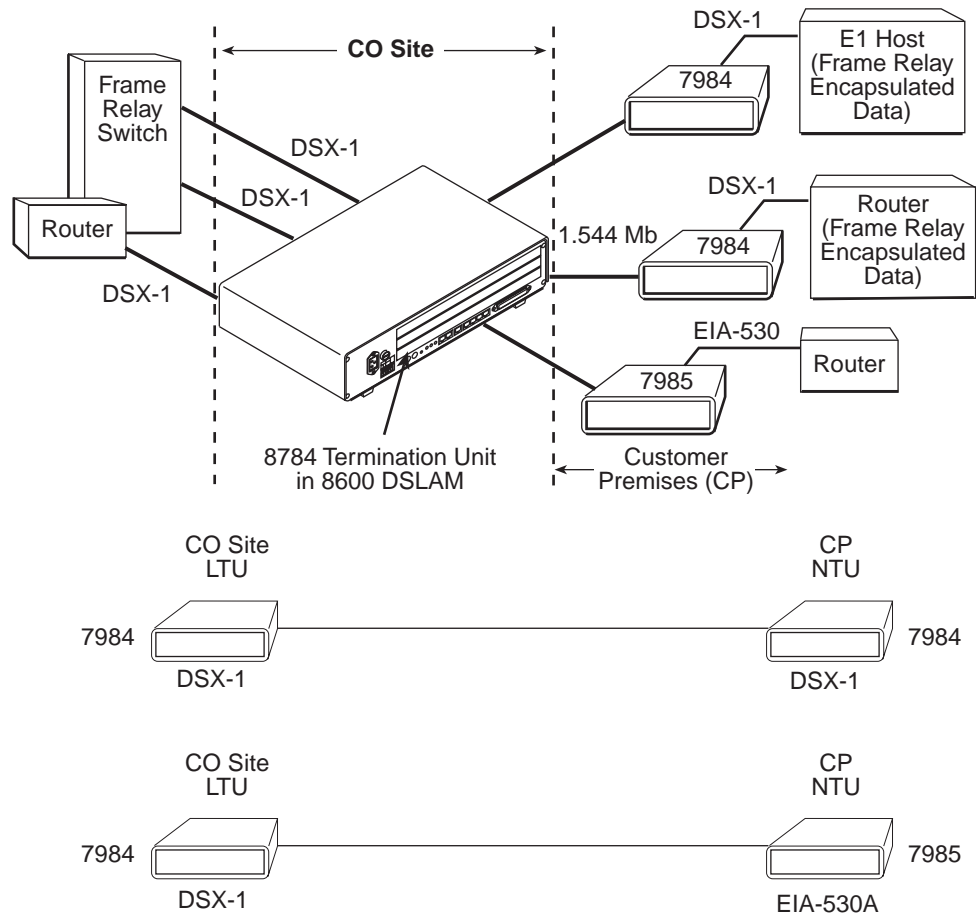 CO Site
Frame
Relay
Switch
Router
DSX-1
DSX-1
DSX-1
DSX-1
7984
E1 Host
(Frame Relay
Encapsulated
Data)
1.544 Mb
DSX-1
7984
Router
(Frame Relay
Encapsulated
Data)
EIA-530
7985
Router
8784 Termination Unit
in 8600 DSLAM
Customer
Premises (CP)
CO Site
LTU
CP
NTU
7984
7984
DSX-1
DSX-1
CO Site
LTU
CP
NTU
7984
7985
DSX-1
EIA-530A